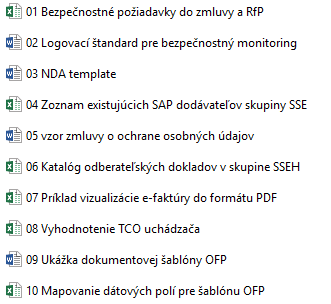 01 Bezpečnostné požiadavky do zmluvy a RfP
02 Logovací štandard pre bezpečnostný monitoring
03 NDA template
04 Zoznam existujúcich SAP dodávateľov skupiny SSE
05 vzor zmluvy o ochrane osobných údajov
06 Katalóg odberateľských dokladov v skupine SSEH
07 Príklad vizualizácie e-faktúry do formátu PDF
08 Vyhodnotenie TCO uchádzača
09 Ukážka dokumentovej šablóny OFP
10 Mapovanie dátových polí pre šablónu OFP